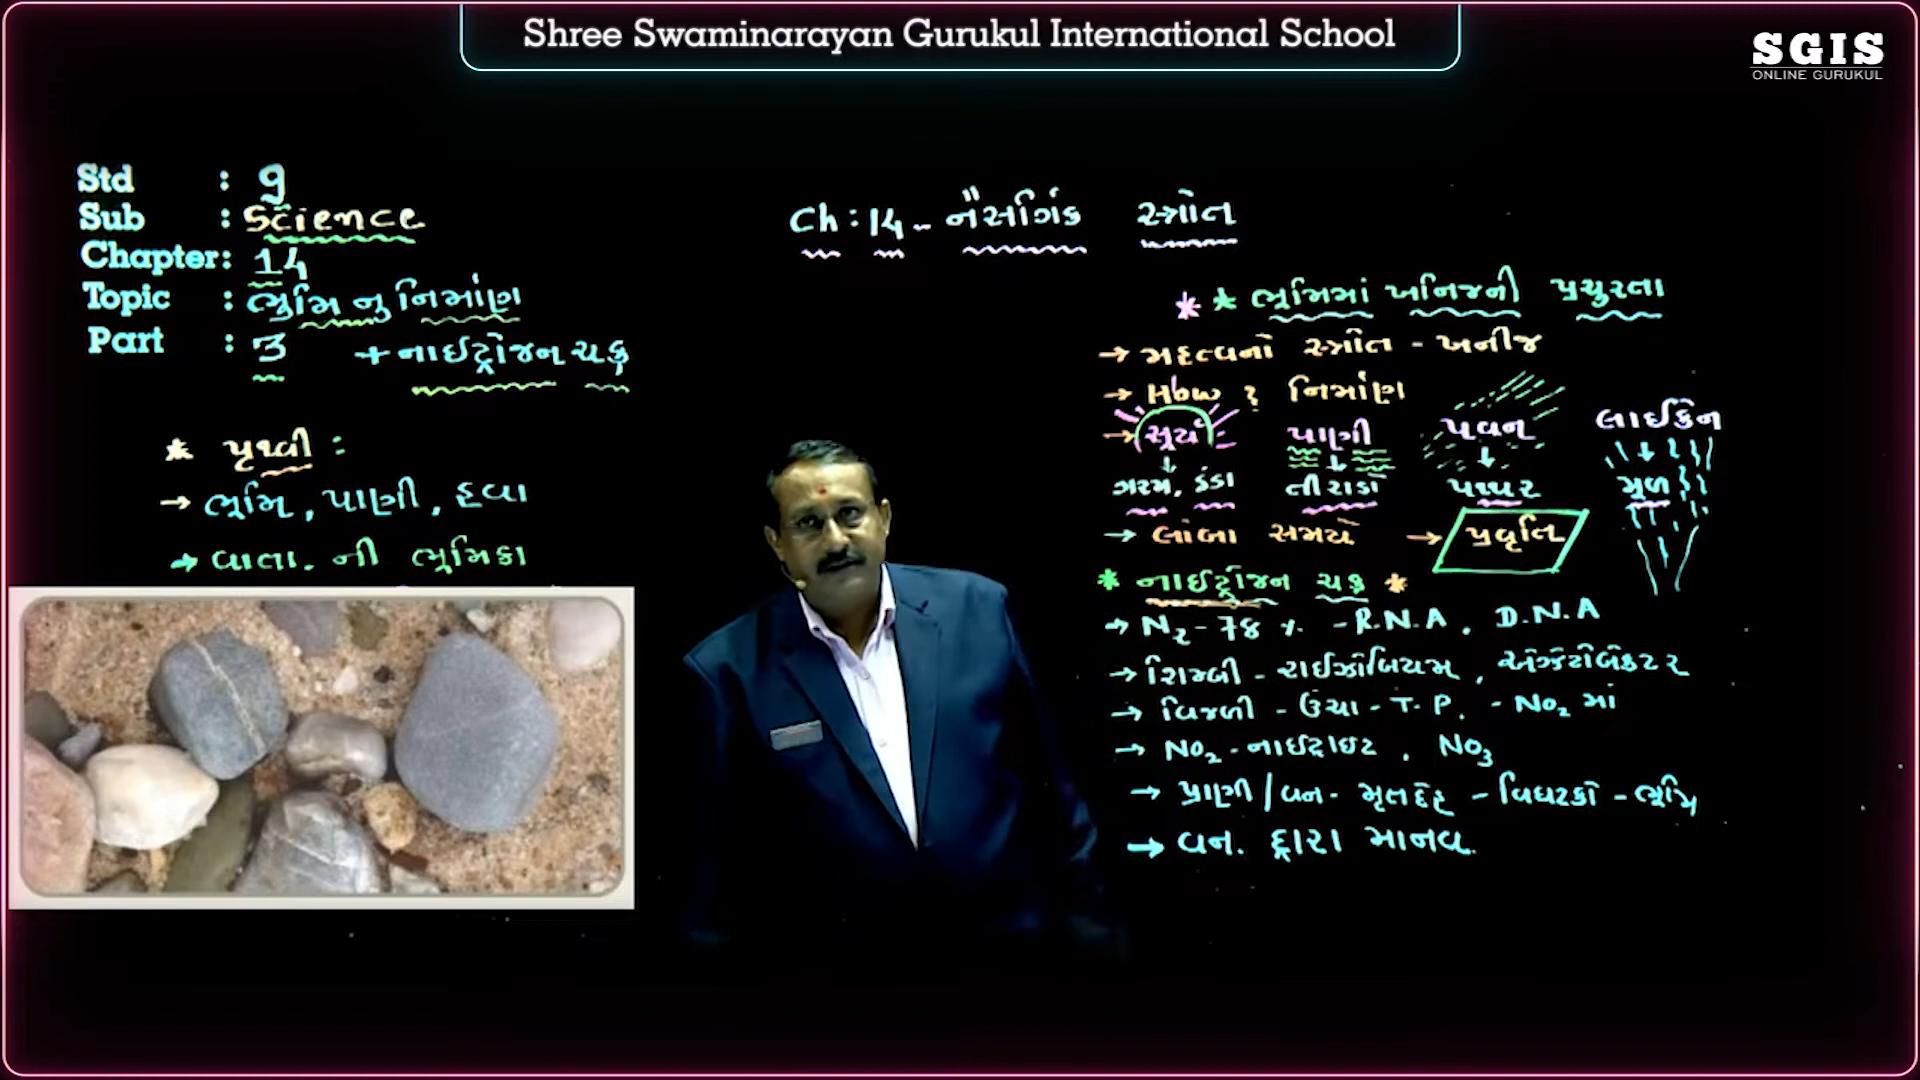 Shree Swaminarayan Gurukul International School
SGIS
ONLINE GURUKUL
Std : 9
Sub : Science
Chapter: 14
Topic : ભુમિ નુ નિર્માણ
Part : 3 + નાઈટ્રોજન ચક્ર
* પૃથ્વી :
→ ભૂમિ, પાણી, હવા
→ વાતા. ની ભૂમિકા
Ch : 14 - નૈસર્ગિક સ્ત્રોત
* * ભૂમિમાં ખનિજની પ્રચુરતા
→ મહત્વનો સ્ત્રોત - ખનીજ
→ How ? નિર્માણ
→ સૂર્ય પાણી પવન લાઈકેન
↓ ↓ ↓ ↓
ગરમ, ઠંડા તીરાડો પથ્થર મૂળ
→ લાંબા સમયે → પ્રવૃતિ
* નાઈટ્રોજન ચક્ર *
→ N2 - 78 %. - R.N.A, D.N.A
→ શિમ્બી - રાઈઝોબિયમ, એઝેટોબેક્ટર
→ વિજળી - ઉંચા - T. P. - NO2 માં
→ NO2 - નાઈટ્રાઇટ, NO3
→ પ્રાણી / વન - મૃતદેહ - વિઘટકો - ભૂમિ
→ વન. દ્વારા માનવ.